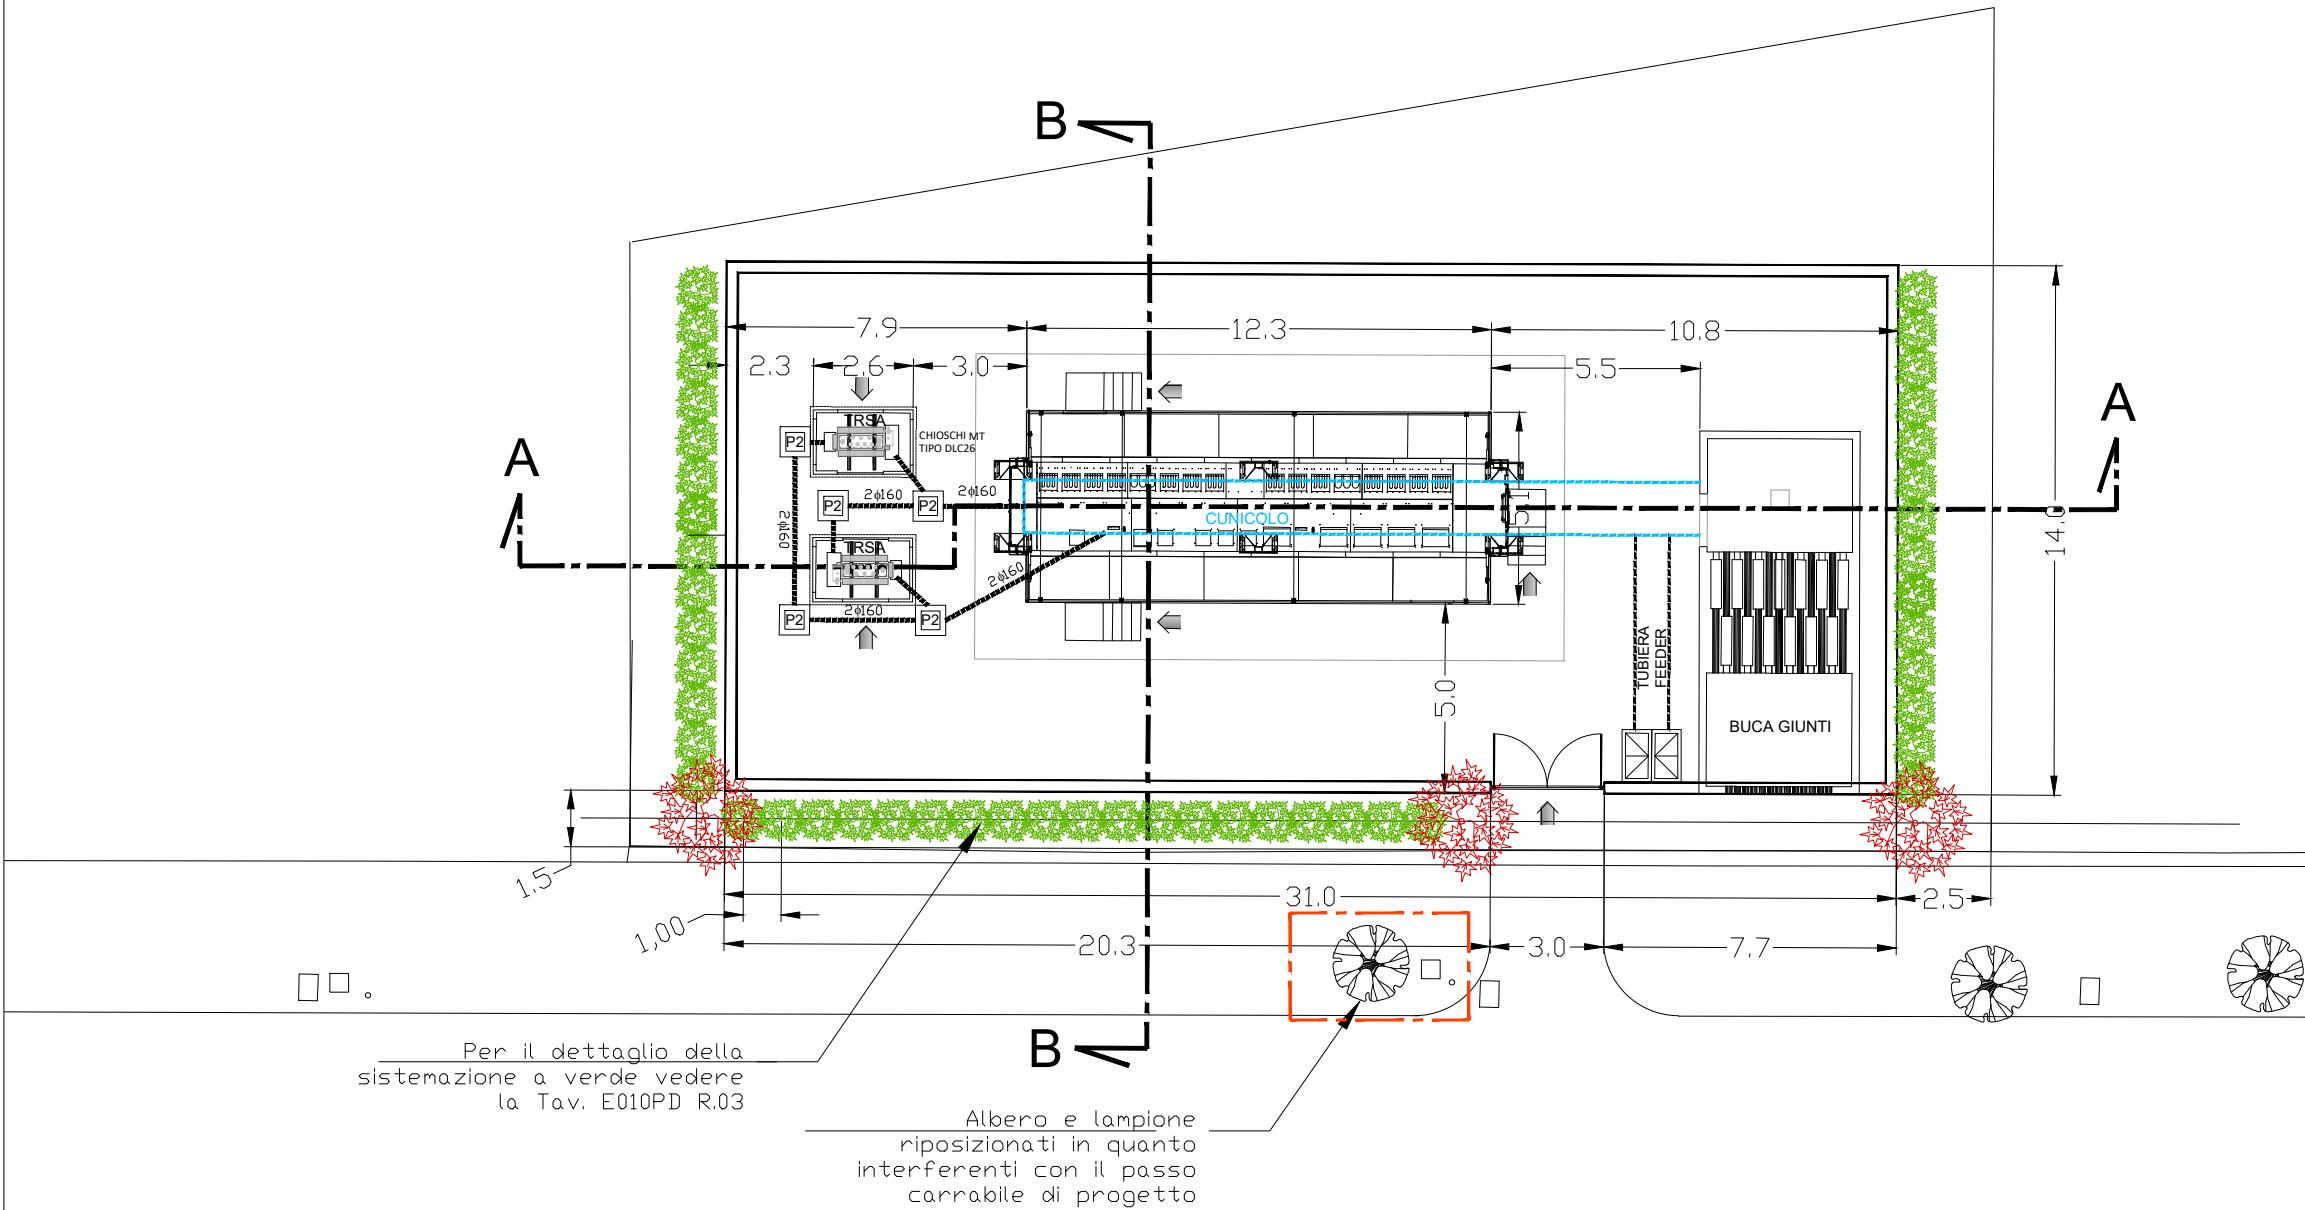 B
7.9
12.3
10.8
2.3
2.6
3.0
5.5
A
A
TRSA
CHIOSCHI MT
TIPO DLC26
P2
P2
2ϕ160
P2
2ϕ160
2ϕ160
CUNICOLO
5.1
14.0
TRSA
2ϕ160
2ϕ160
P2
P2
TUBIERA
FEEDER
5.0
BUCA GIUNTI
1.5
31.0
2.5
1,00
20.3
3.0
7.7
B
Per il dettaglio della
sistemazione a verde vedere
la Tav. E010PD R.03
Albero e lampione
riposizionati in quanto
interferenti con il passo
carrabile di progetto